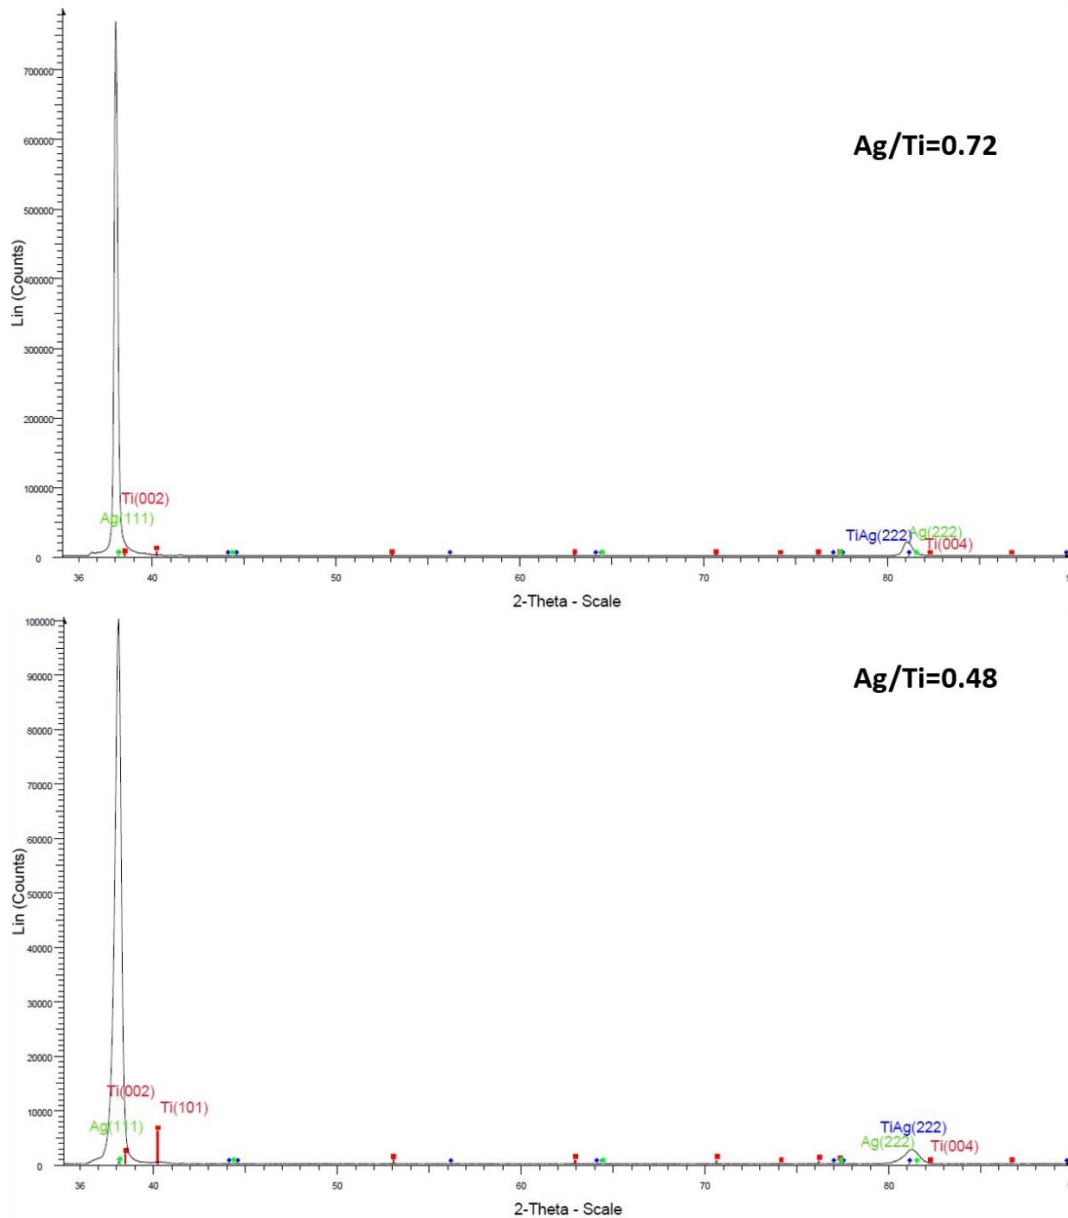 Lin (Counts)
700000
600000
500000
400000
300000
200000
100000
0
Ag/Ti=0.72
Ti(002)
Ag(111)
TiAg(222)
Ag(222)
Ti(004)
36 40 50 60 70 80
2-Theta - Scale
Lin (Counts)
100000
90000
80000
70000
60000
50000
40000
30000
20000
10000
0
Ag/Ti=0.48
Ti(002)
Ti(101)
Ag(111)
TiAg(222)
Ag(222)
Ti(004)
36 40 50 60 70 80
2-Theta - Scale